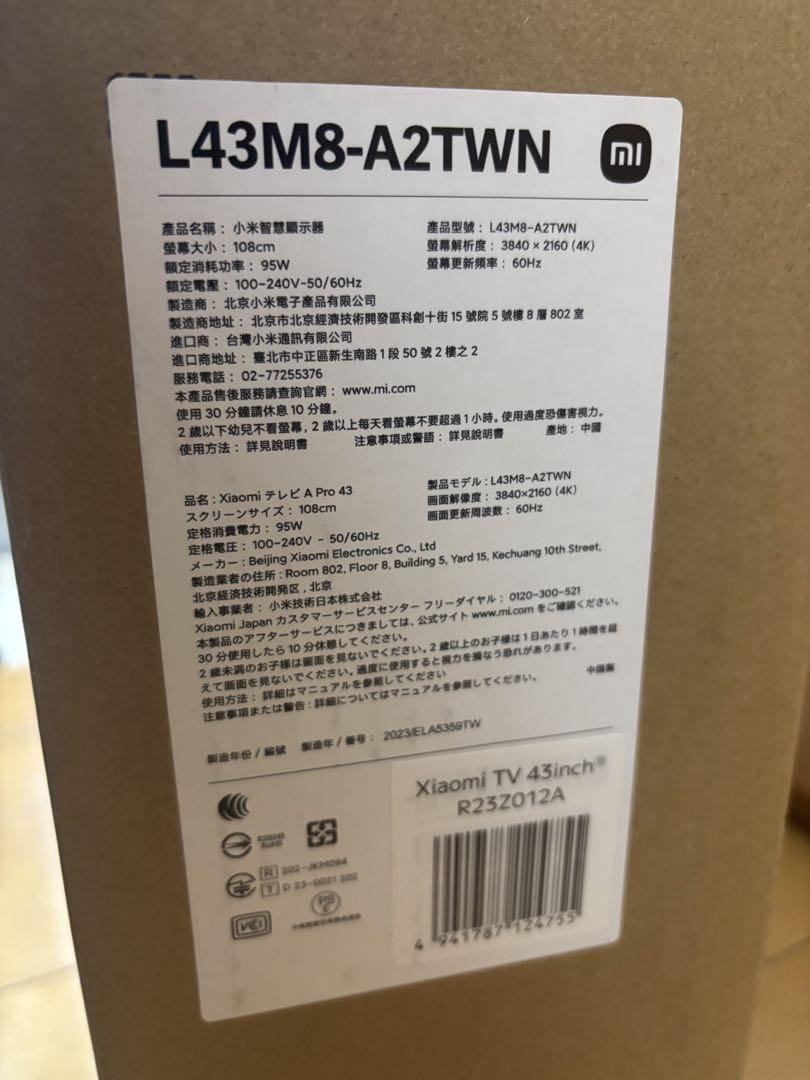 L43M8-A2TWN
mi
產品名稱：小米智慧顯示器
產品型號：L43M8-A2TWN
螢幕大小：108cm
螢幕解析度：3840 × 2160 (4K)
額定消耗功率：95W
螢幕更新頻率：60Hz
額定電壓：100-240V~50/60Hz
製造商：北京小米電子產品有限公司
製造商地址：北京市北京經濟技術開發區科創十街 15 號院 5 號樓 8 層 802 室
進口商：台灣小米通訊有限公司
進口商地址：臺北市中正區新生南路 1 段 50 號 2 樓之 2
服務電話：02-77255376
本產品售後服務請查詢官網：www.mi.com
使用 30 分鐘請休息 10 分鐘。
2 歲以下幼兒不看螢幕，2 歲以上每天看螢幕不要超過 1 小時。使用過度恐傷害視力。
使用方法：詳見說明書 注意事項或警語：詳見說明書 產地：中國
品名：Xiaomi テレビ A Pro 43
製品モデル：L43M8-A2TWN
スクリーンサイズ：108cm
画面解像度：3840×2160 (4K)
定格消費電力：95W
画面更新周波数：60Hz
定格電圧：100-240V ~ 50/60Hz
メーカー：Beijing Xiaomi Electronics Co., Ltd
製造業者の住所：Room 802, Floor 8, Building 5, Yard 15, Kechuang 10th Street,
北京経済技術開発区，北京
輸入事業者：小米技術日本株式会社
Xiaomi Japan カスタマーサービスセンター フリーダイヤル：0120-300-521
本製品のアフターサービスにつきましては、公式サイト www.mi.com をご確認ください。
30 分使用したら 10 分休憩してください。
2 歳未満のお子様は画面を見ないでください。2 歳以上のお子様は 1 日あたり 1 時間を超
えて画面を見ないでください。過度に使用すると視力を損なう恐れがあります。
使用方法：詳細はマニュアルを参照してください
注意事項または警告：詳細についてはマニュアルを参照してください。
中国製
製造年份 / 編號 製造年 / 番号：2023/ELA5359TW
Xiaomi TV 43inch®
R23Z012A
RoHS
R 202-JKH094
T D 23-0021 202
PS
E
VCCI
4 941787 124755